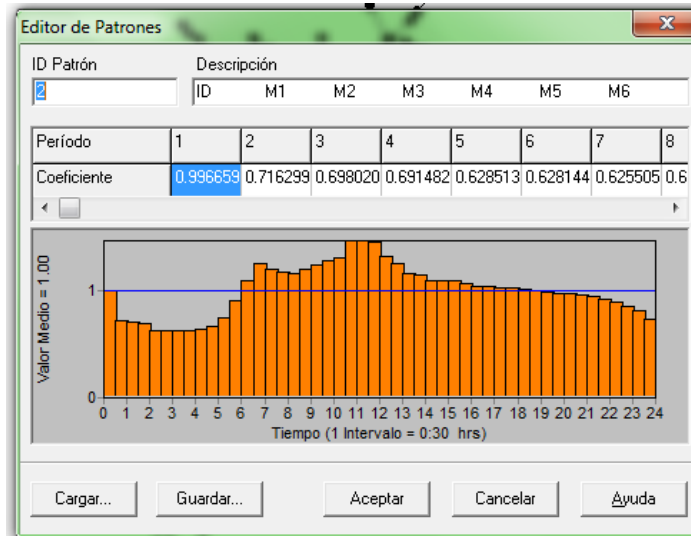 Editor de Patrones
ID Patrón Descripción
2 ID M1 M2 M3 M4 M5 M6
Período 1 2 3 4 5 6 7 8
Coeficiente 0.996659 0.716299 0.698020 0.691482 0.628513 0.628144 0.625505 0.6
Valor Medio = 1.00
1
0
0 1 2 3 4 5 6 7 8 9 10 11 12 13 14 15 16 17 18 19 20 21 22 23 24
Tiempo (1 Intervalo = 0:30 hrs)
Cargar... Guardar... Aceptar Cancelar Ayuda